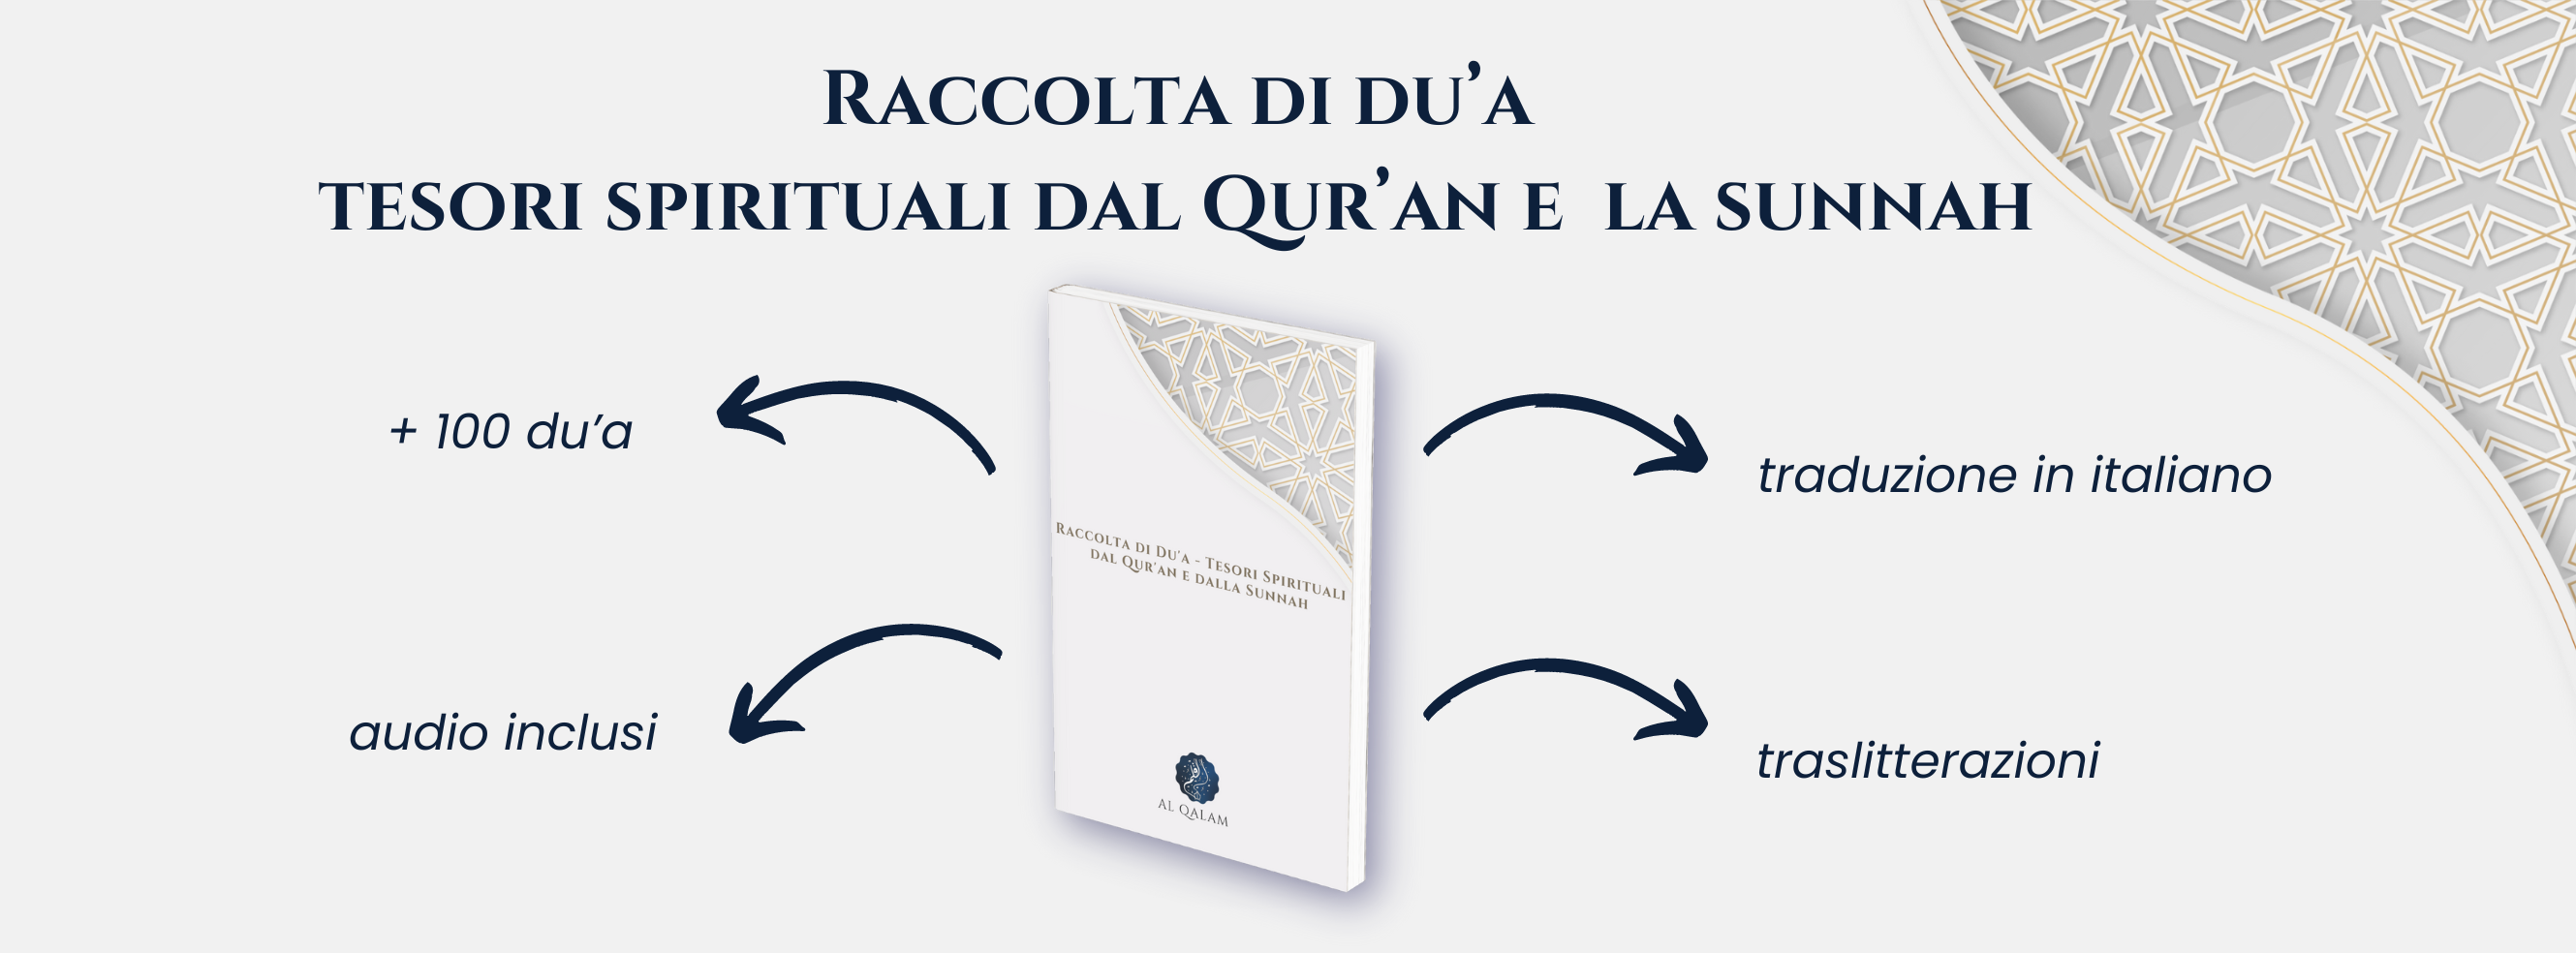 Raccolta di du’a
tesori spirituali dal Qur’an e la sunnah
+ 100 du’a
traduzione in italiano
Raccolta di Du’a - Tesori Spirituali
dal Qur’an e dalla Sunnah
audio inclusi
traslitterazioni
القلم
AL QALAM